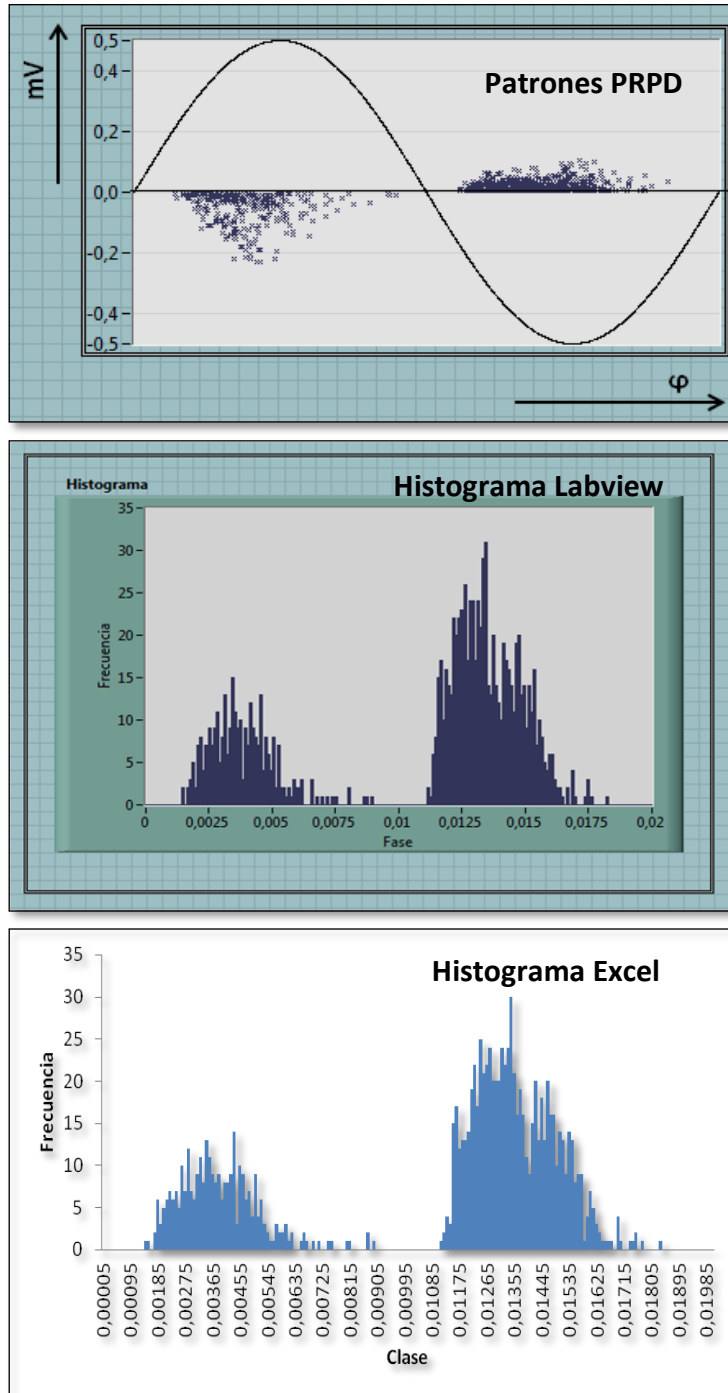 mV
0,5
Patrones PRPD
0,4
0,2
0,0
-0,2
-0,4
-0,5
φ
Histograma
Histograma Labview
35
30
25
20
15
10
5
0
Frecuencia
0 0,0025 0,005 0,0075 0,01 0,0125 0,015 0,0175 0,02
Fase
Histograma Excel
35
30
25
20
15
10
5
0
Frecuencia
0,00005 0,00095 0,00185 0,00275 0,00365 0,00455 0,00545 0,00635 0,00725 0,00815 0,00905 0,00995 0,01085 0,01175 0,01265 0,01355 0,01445 0,01535 0,01625 0,01715 0,01805 0,01895 0,01985
Clase